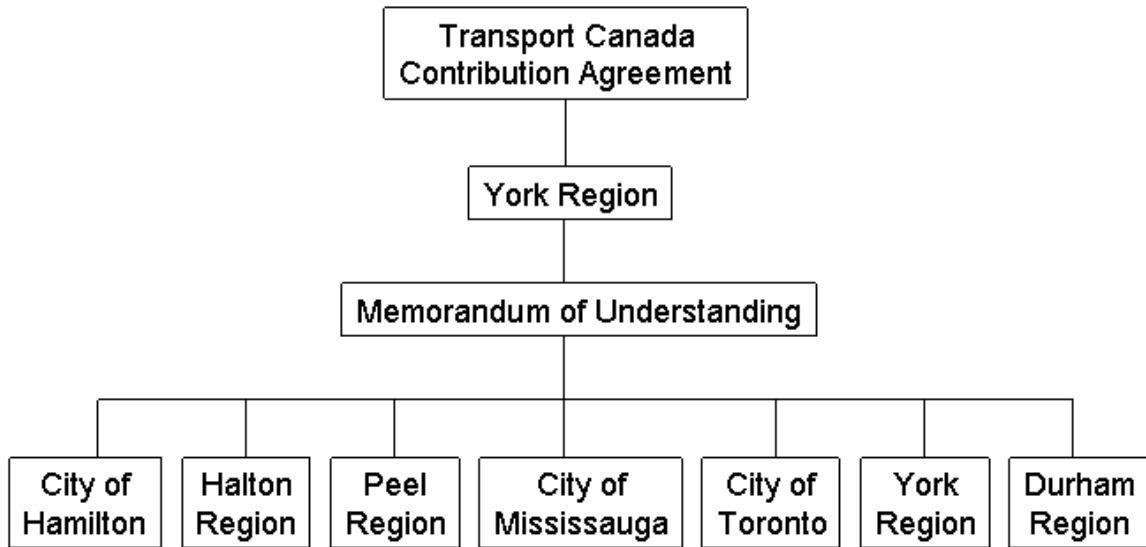 Transport Canada
Contribution Agreement
York Region
Memorandum of Understanding
City of
Hamilton
Halton
Region
Peel
Region
City of
Mississauga
City of
Toronto
York
Region
Durham
Region